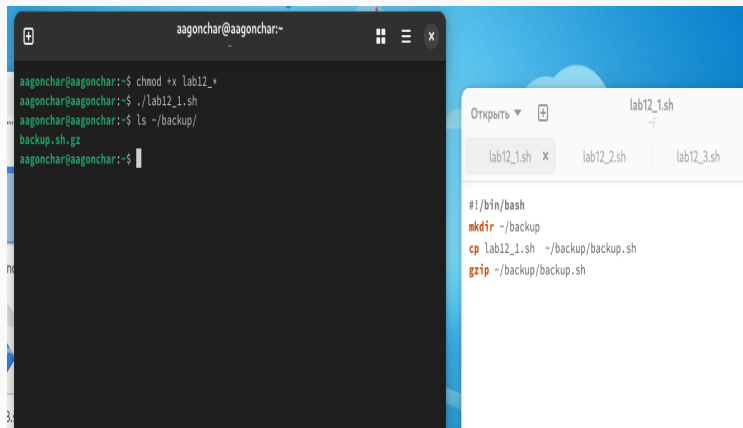 aagonchar@aagonchar:~
~
aagonchar@aagonchar:~$ chmod +x lab12_*
aagonchar@aagonchar:~$ ./lab12_1.sh
aagonchar@aagonchar:~$ ls ~/backup/
backup.sh.gz
aagonchar@aagonchar:~$
Открыть
lab12_1.sh
~/
lab12_1.sh
lab12_2.sh
lab12_3.sh
#!/bin/bash
mkdir ~/backup
cp lab12_1.sh  ~/backup/backup.sh
gzip ~/backup/backup.sh